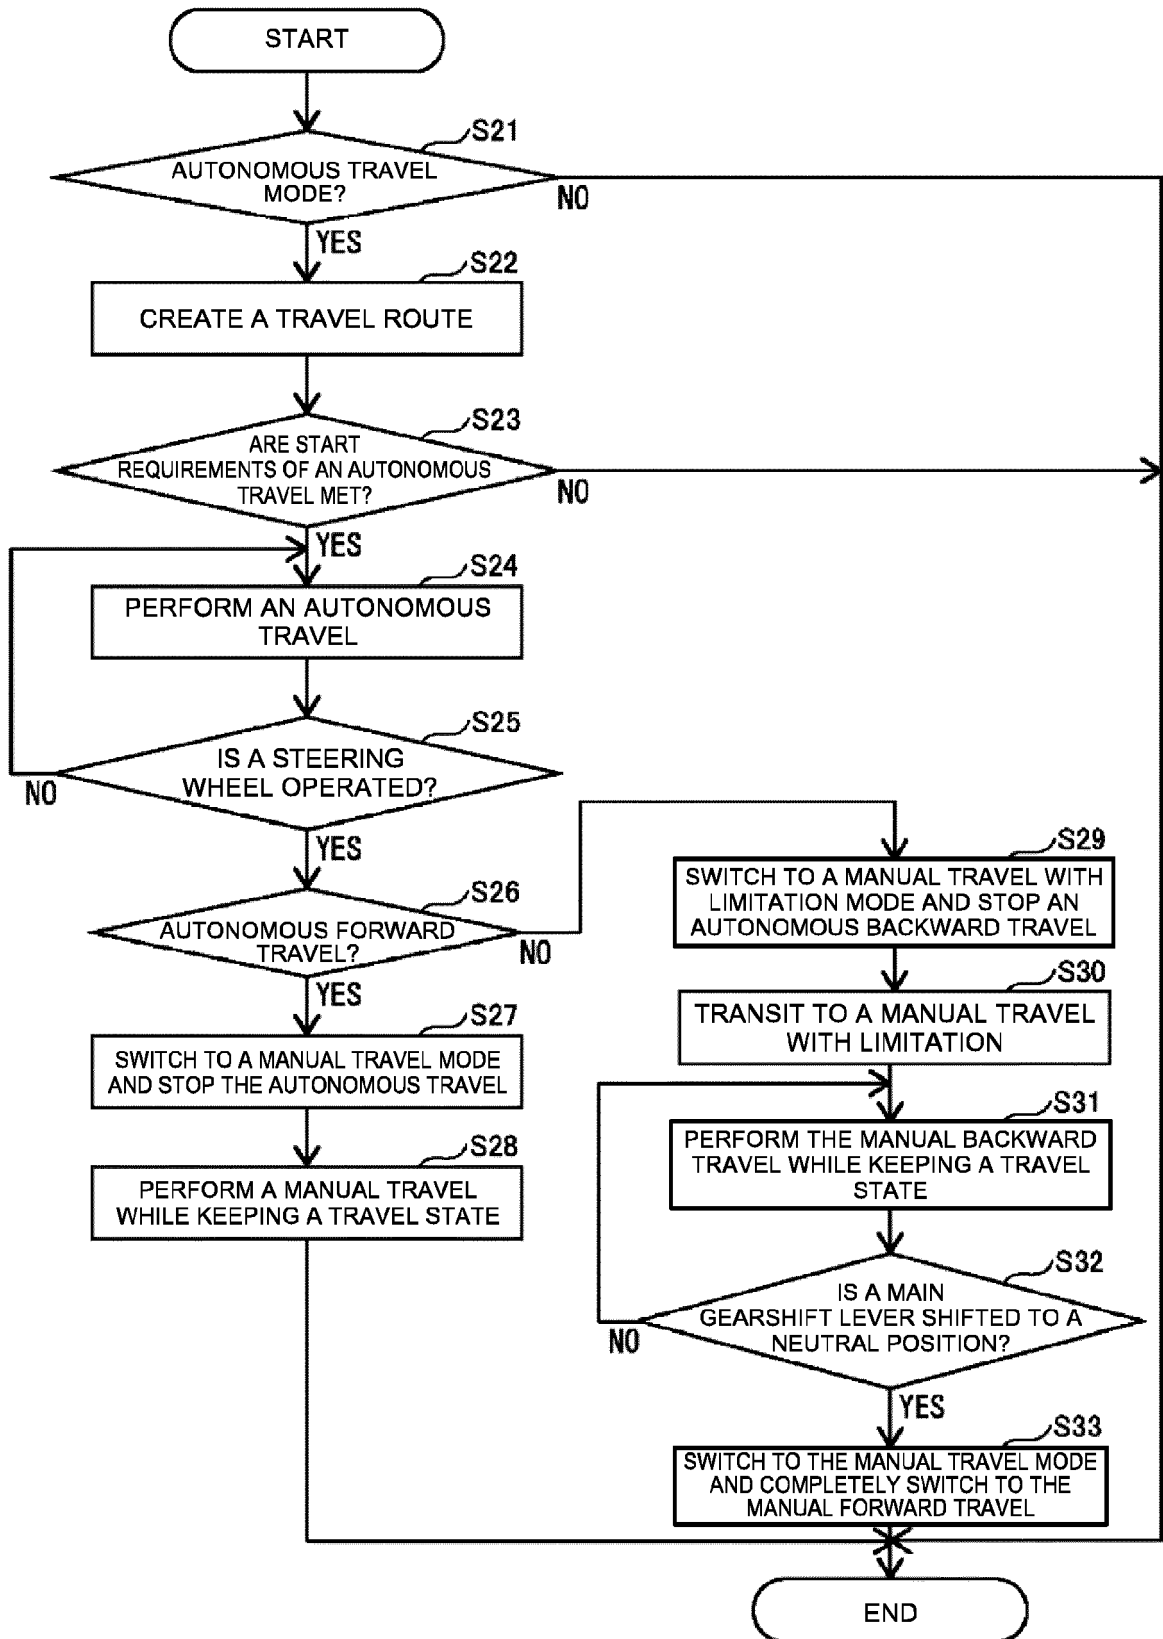 START
S21
AUTONOMOUS TRAVEL
MODE?
NO
YES
S22
CREATE A TRAVEL ROUTE
S23
ARE START
REQUIREMENTS OF AN AUTONOMOUS
TRAVEL MET?
NO
YES
S24
PERFORM AN AUTONOMOUS
TRAVEL
S25
IS A STEERING
WHEEL OPERATED?
NO
YES
S26
AUTONOMOUS FORWARD
TRAVEL?
NO
YES
S27
SWITCH TO A MANUAL TRAVEL MODE
AND STOP THE AUTONOMOUS TRAVEL
S28
PERFORM A MANUAL TRAVEL
WHILE KEEPING A TRAVEL STATE
S29
SWITCH TO A MANUAL TRAVEL WITH
LIMITATION MODE AND STOP AN
AUTONOMOUS BACKWARD TRAVEL
S30
TRANSIT TO A MANUAL TRAVEL
WITH LIMITATION
S31
PERFORM THE MANUAL BACKWARD
TRAVEL WHILE KEEPING A TRAVEL
STATE
S32
IS A MAIN
GEARSHIFT LEVER SHIFTED TO A
NEUTRAL POSITION?
NO
YES
S33
SWITCH TO THE MANUAL TRAVEL MODE
AND COMPLETELY SWITCH TO THE
MANUAL FORWARD TRAVEL
END